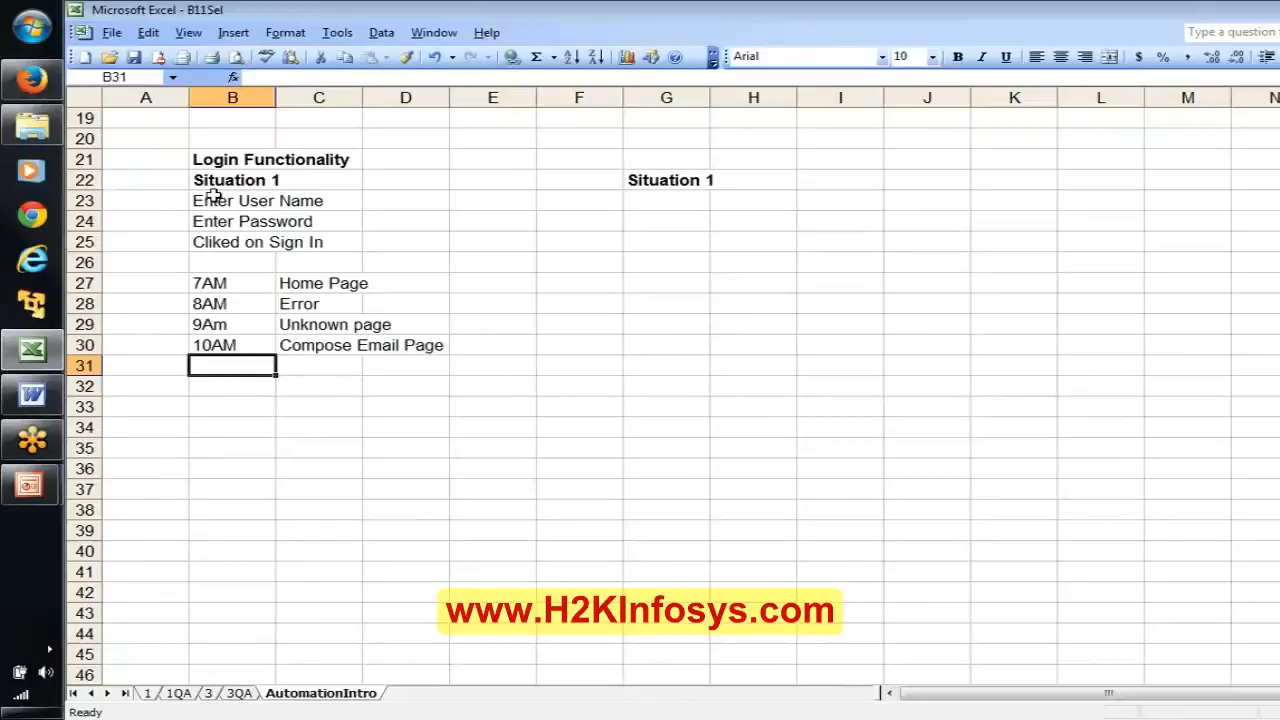 Microsoft Excel - B11Sel
File Edit View Insert Format Tools Data Window Help
Type a question
Arial 10 B I U $ %
B31 fx
A B C D E F G H I J K L M N
19
20
21 Login Functionality
22 Situation 1 Situation 1
23 Enter User Name
24 Enter Password
25 Cliked on Sign In
26
27 7AM Home Page
28 8AM Error
29 9Am Unknown page
30 10AM Compose Email Page
31
32
33
34
35
36
37
38
39
40
41
42
43
44
45
46
www.H2KInfosys.com
1 1QA 3 3QA AutomationIntro
Ready